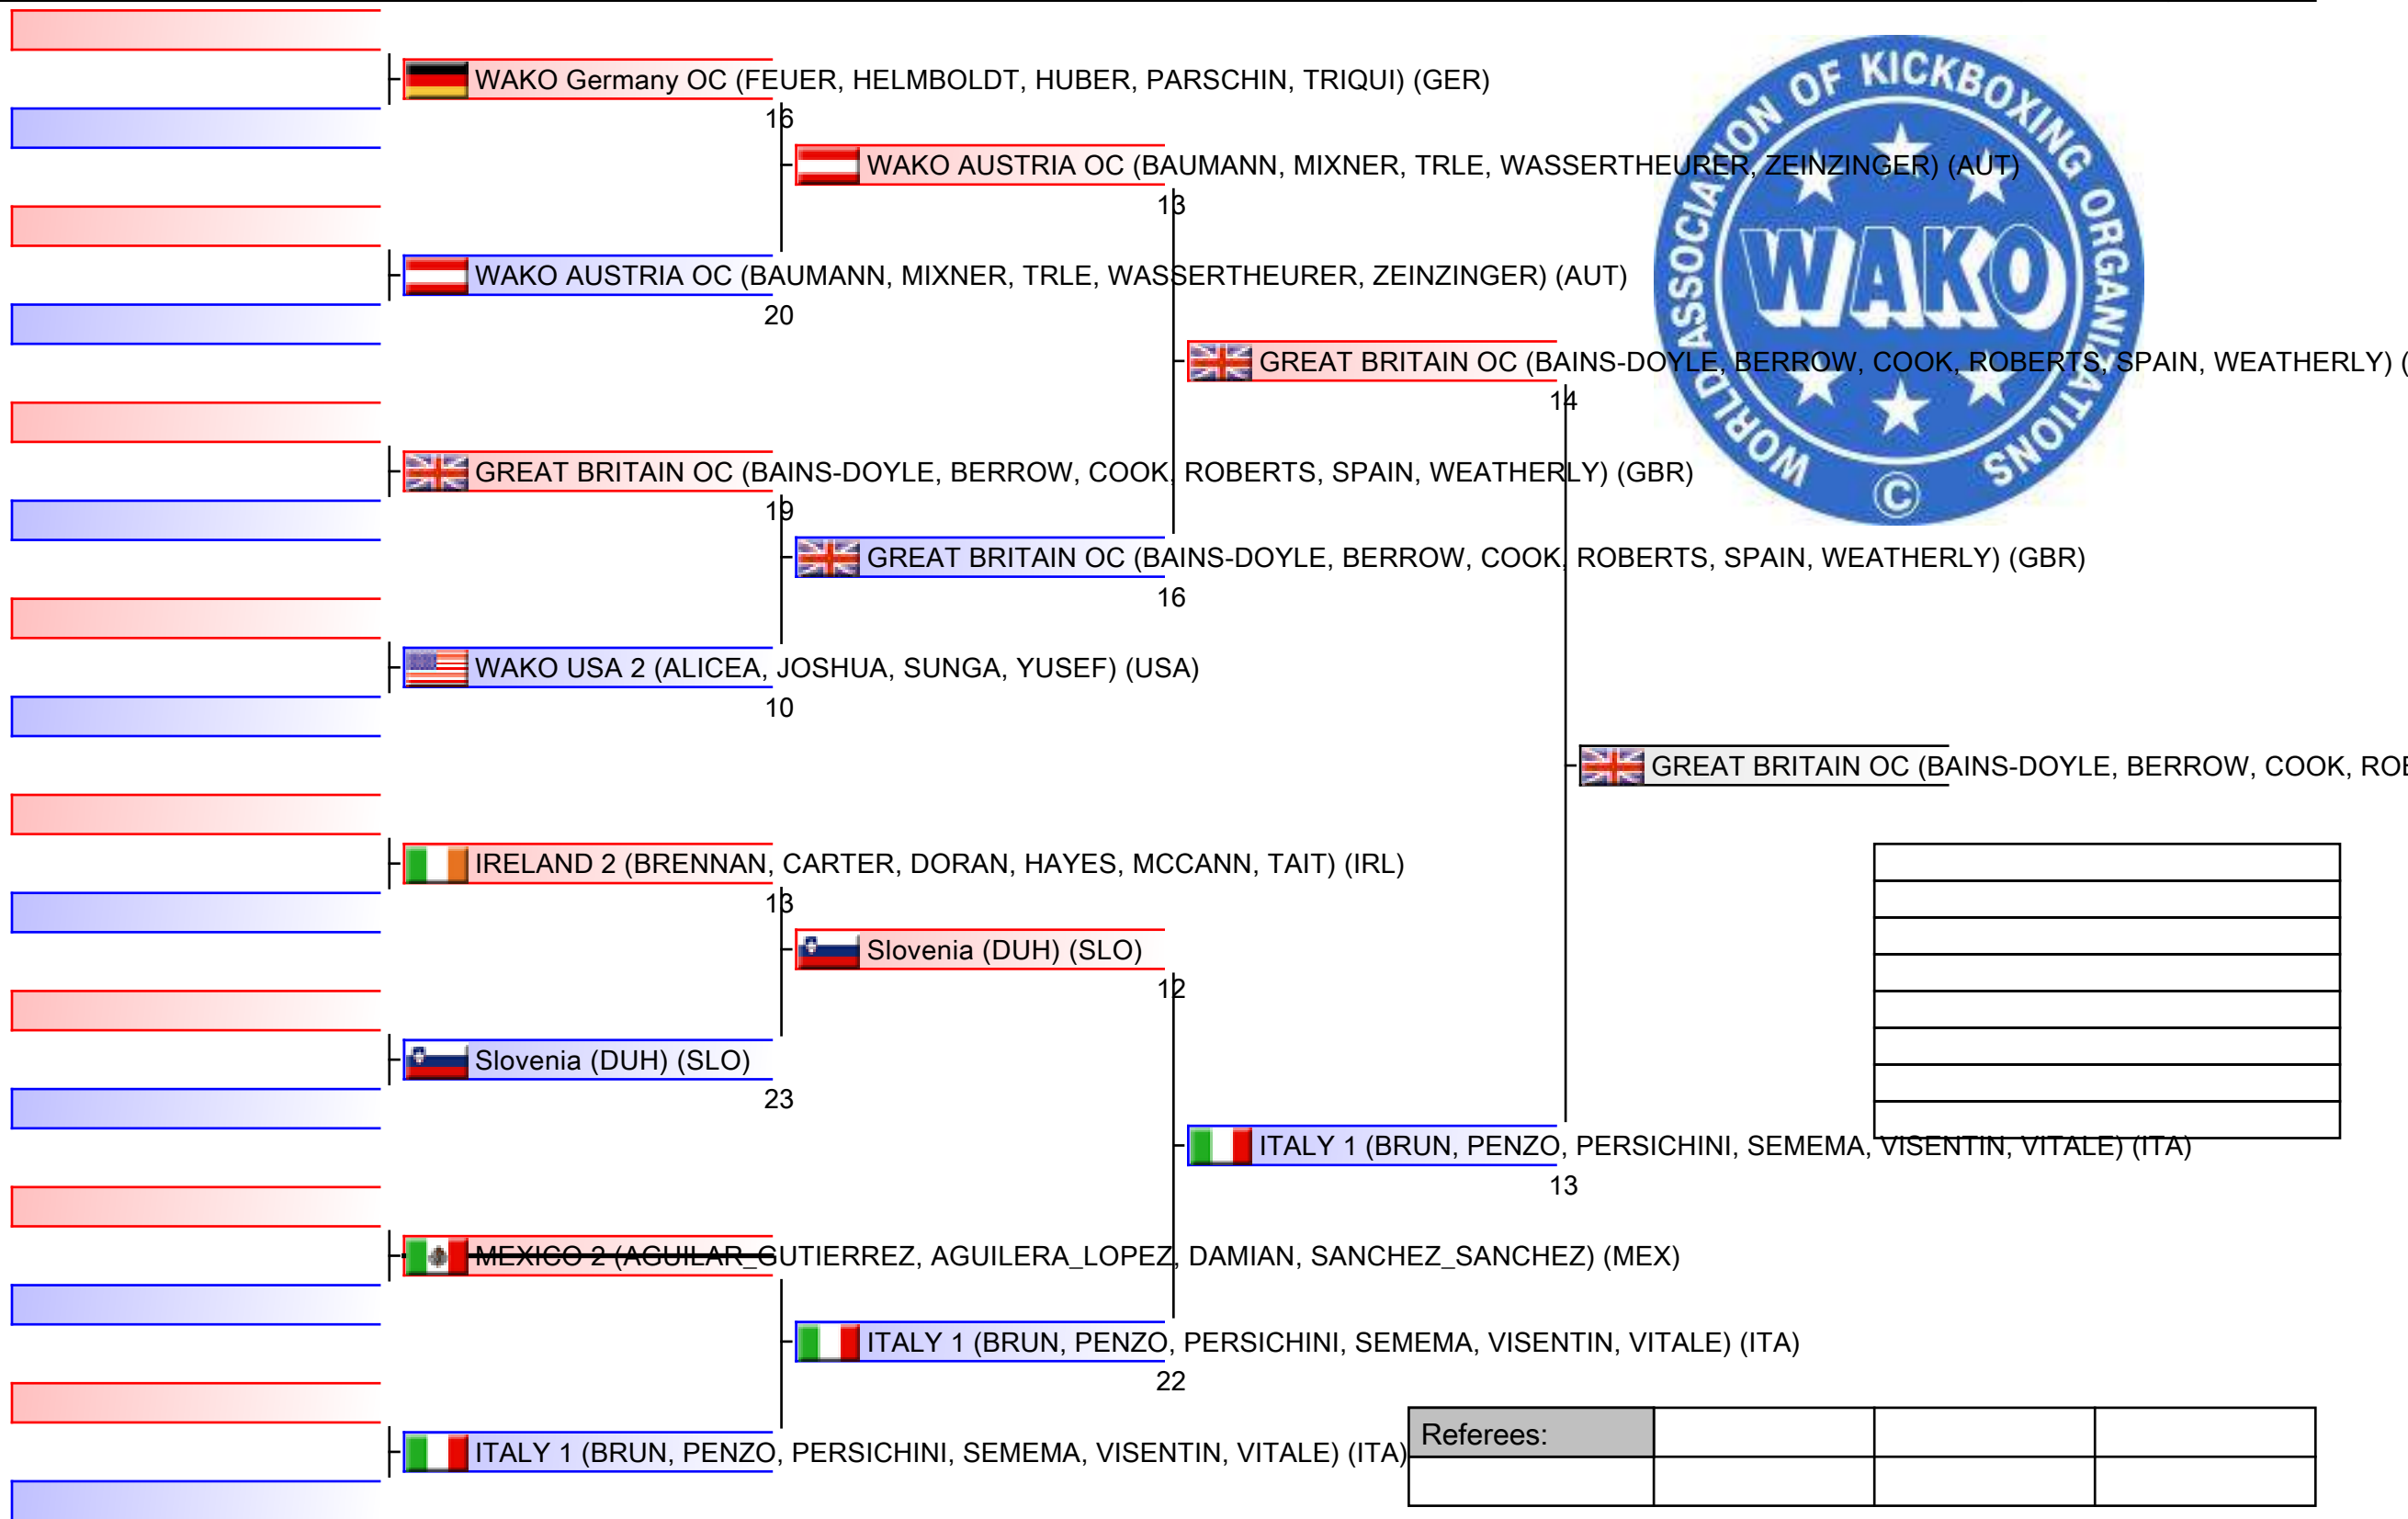 WORLD ASSOCIATION OF KICKBOXING ORGANIZATIONS
WAKO
©
WAKO Germany OC (FEUER, HELMBOLDT, HUBER, PARSCHIN, TRIQUI) (GER)
16
WAKO AUSTRIA OC (BAUMANN, MIXNER, TRLE, WASSERTHEURER, ZEINZINGER) (AUT)
13
WAKO AUSTRIA OC (BAUMANN, MIXNER, TRLE, WASSERTHEURER, ZEINZINGER) (AUT)
20
GREAT BRITAIN OC (BAINS-DOYLE, BERROW, COOK, ROBERTS, SPAIN, WEATHERLY) (
14
GREAT BRITAIN OC (BAINS-DOYLE, BERROW, COOK, ROBERTS, SPAIN, WEATHERLY) (GBR)
19
GREAT BRITAIN OC (BAINS-DOYLE, BERROW, COOK, ROBERTS, SPAIN, WEATHERLY) (GBR)
16
WAKO USA 2 (ALICEA, JOSHUA, SUNGA, YUSEF) (USA)
10
GREAT BRITAIN OC (BAINS-DOYLE, BERROW, COOK,
IRELAND 2 (BRENNAN, CARTER, DORAN, HAYES, MCCANN, TAIT) (IRL)
13
Slovenia (DUH) (SLO)
12
Slovenia (DUH) (SLO)
23
ITALY 1 (BRUN, PENZO, PERSICHINI, SEMEMA, VISENTIN, VITALE) (ITA)
13
MEXICO 2 (AGUILAR_GUTIERREZ, AGUILERA_LOPEZ, DAMIAN, SANCHEZ_SANCHEZ) (MEX)
ITALY 1 (BRUN, PENZO, PERSICHINI, SEMEMA, VISENTIN, VITALE) (ITA)
22
Referees:
ITALY 1 (BRUN, PENZO, PERSICHINI, SEMEMA, VISENTIN, VITALE) (ITA)